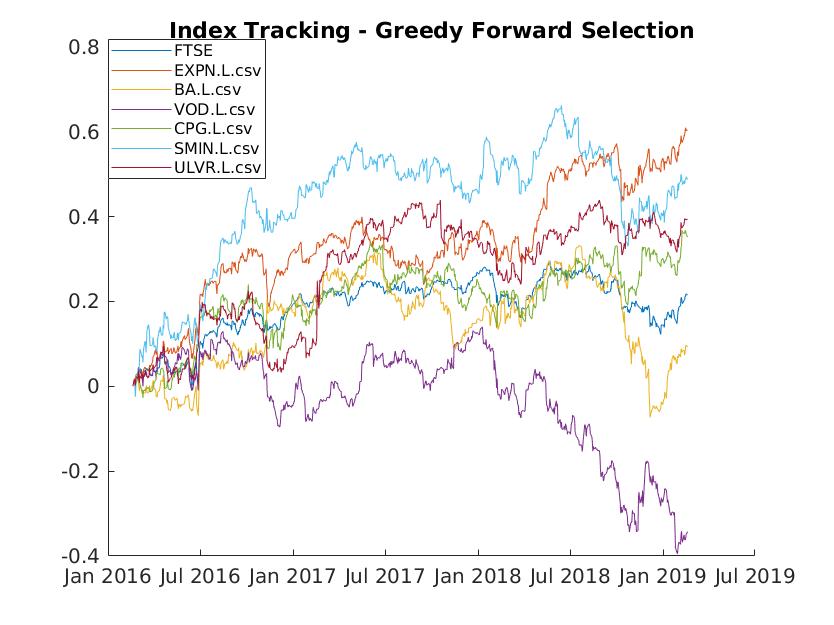 Index Tracking - Greedy Forward Selection
0.8
FTSE
EXPN.L.csv
BA.L.csv
VOD.L.csv
CPG.L.csv
SMIN.L.csv
ULVR.L.csv
0.6
0.4
0.2
0
-0.2
-0.4
Jan 2016 Jul 2016 Jan 2017 Jul 2017 Jan 2018 Jul 2018 Jan 2019 Jul 2019